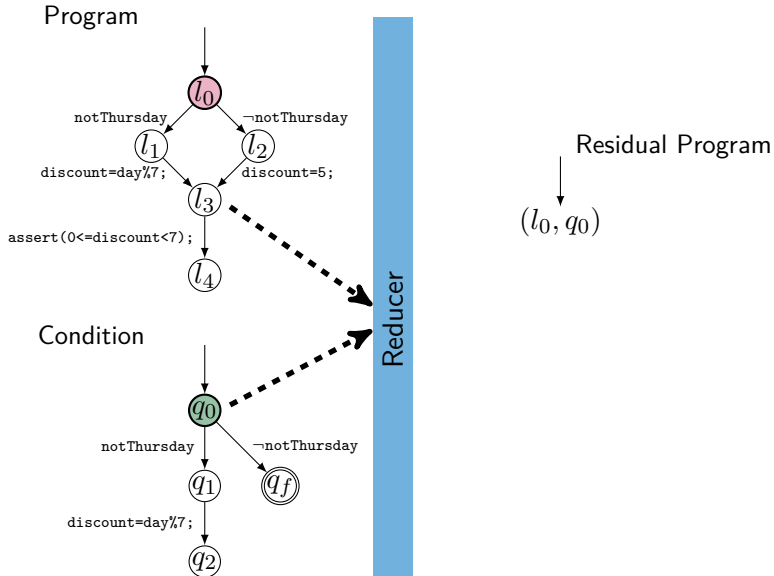 Program
l₀
notThursday
¬notThursday
l₁
l₂
discount=day%7;
discount=5;
l₃
assert(0<=discount<7);
l₄
Condition
q₀
notThursday
¬notThursday
q₁
q_f
discount=day%7;
q₂
Reducer
Residual Program
(l₀, q₀)